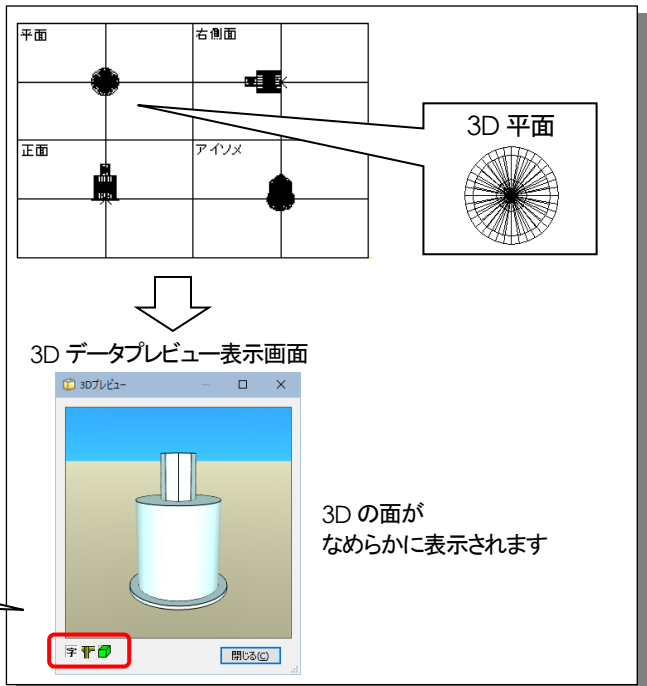 平面
右側面
正面
アイソメ
3D 平面
3D データプレビュー表示画面
3Dプレビュー
3D の面が
なめらかに表示されます
字
閉じる(C)